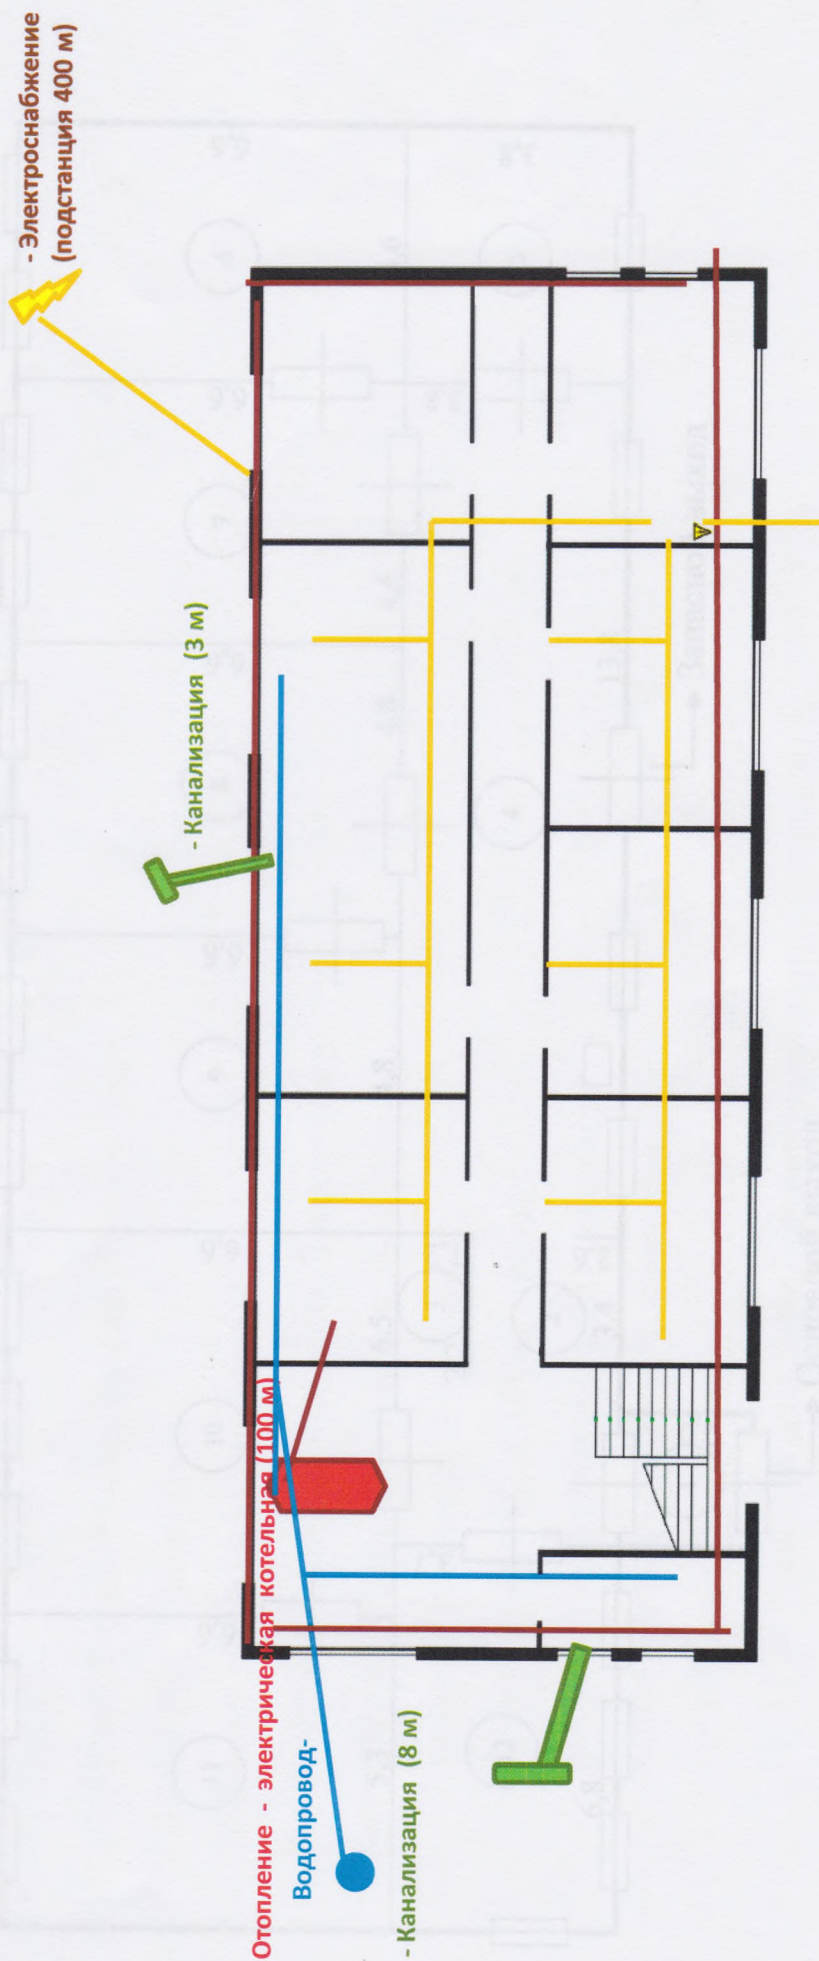 - Электроснабжение
(подстанция 400 м)
- Канализация (3 м)
Отопление - электрическая котельная (100 м)
Водопровод-
- Канализация (8 м)